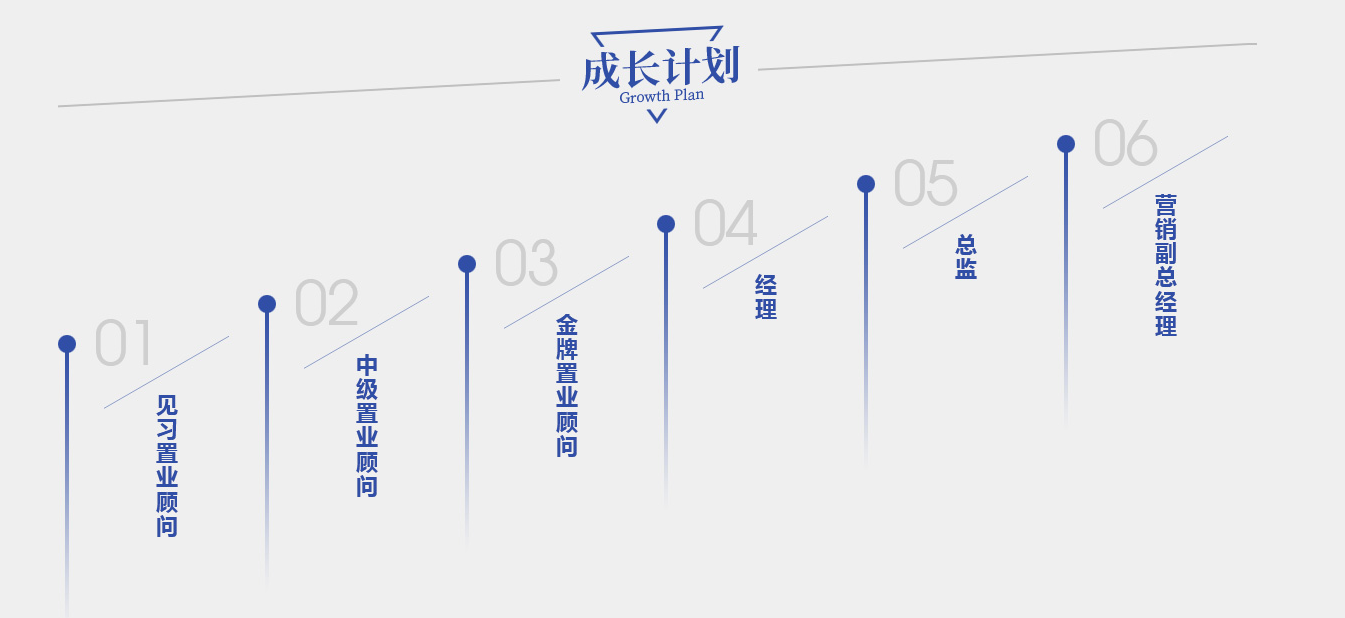 成长计划
Growth Plan
01
见习置业顾问
02
中级置业顾问
03
金牌置业顾问
04
经理
05
总监
06
营销副总经理